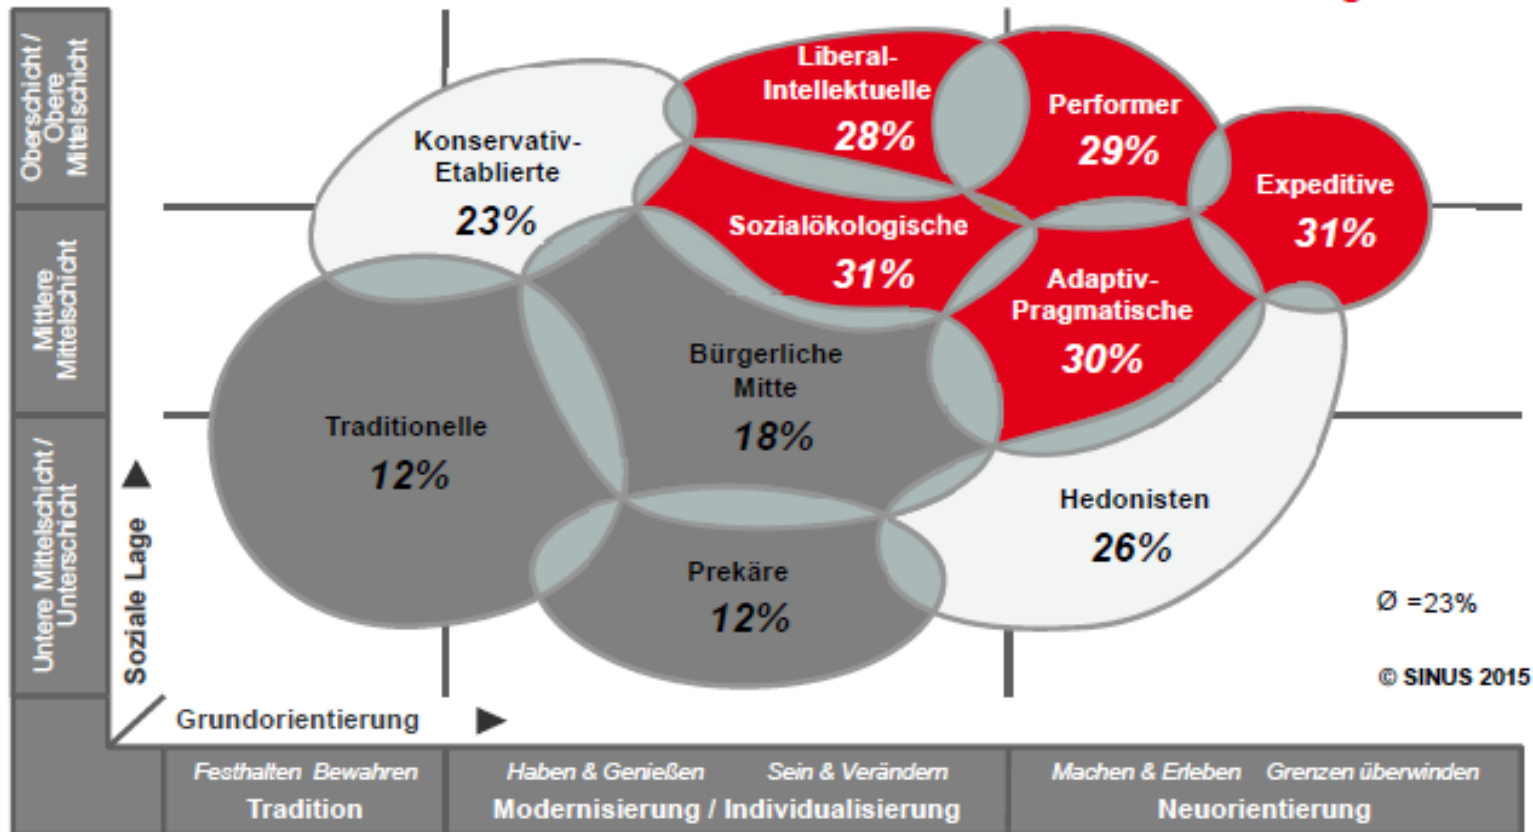 Oberschicht /
Obere
Mittelschicht
Mittlere
Mittelschicht
Untere Mittelschicht /
Unterschicht
Soziale Lage
Konservativ-
Etablierte
23%
Liberal-
Intellektuelle
28%
Performer
29%
Expeditive
31%
Sozialökologische
31%
Adaptiv-
Pragmatische
30%
Bürgerliche
Mitte
18%
Traditionelle
12%
Hedonisten
26%
Prekäre
12%
Ø =23%
© SINUS 2015
Grundorientierung
Festhalten Bewahren
Tradition
Haben & Genießen Sein & Verändern
Modernisierung / Individualisierung
Machen & Erleben Grenzen überwinden
Neuorientierung